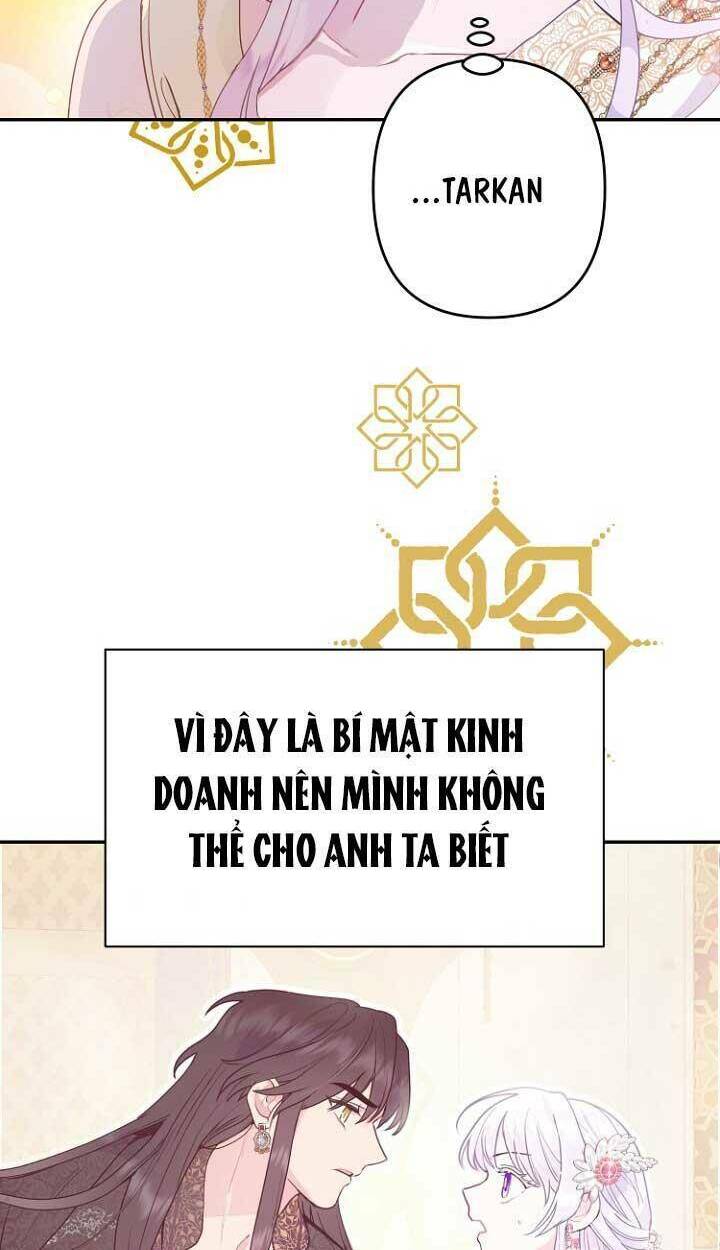 ...TARKAN
VÌ ĐÂY LÀ BÍ MẬT KINH
DOANH NÊN MÌNH KHÔNG
THỂ CHO ANH TA BIẾT